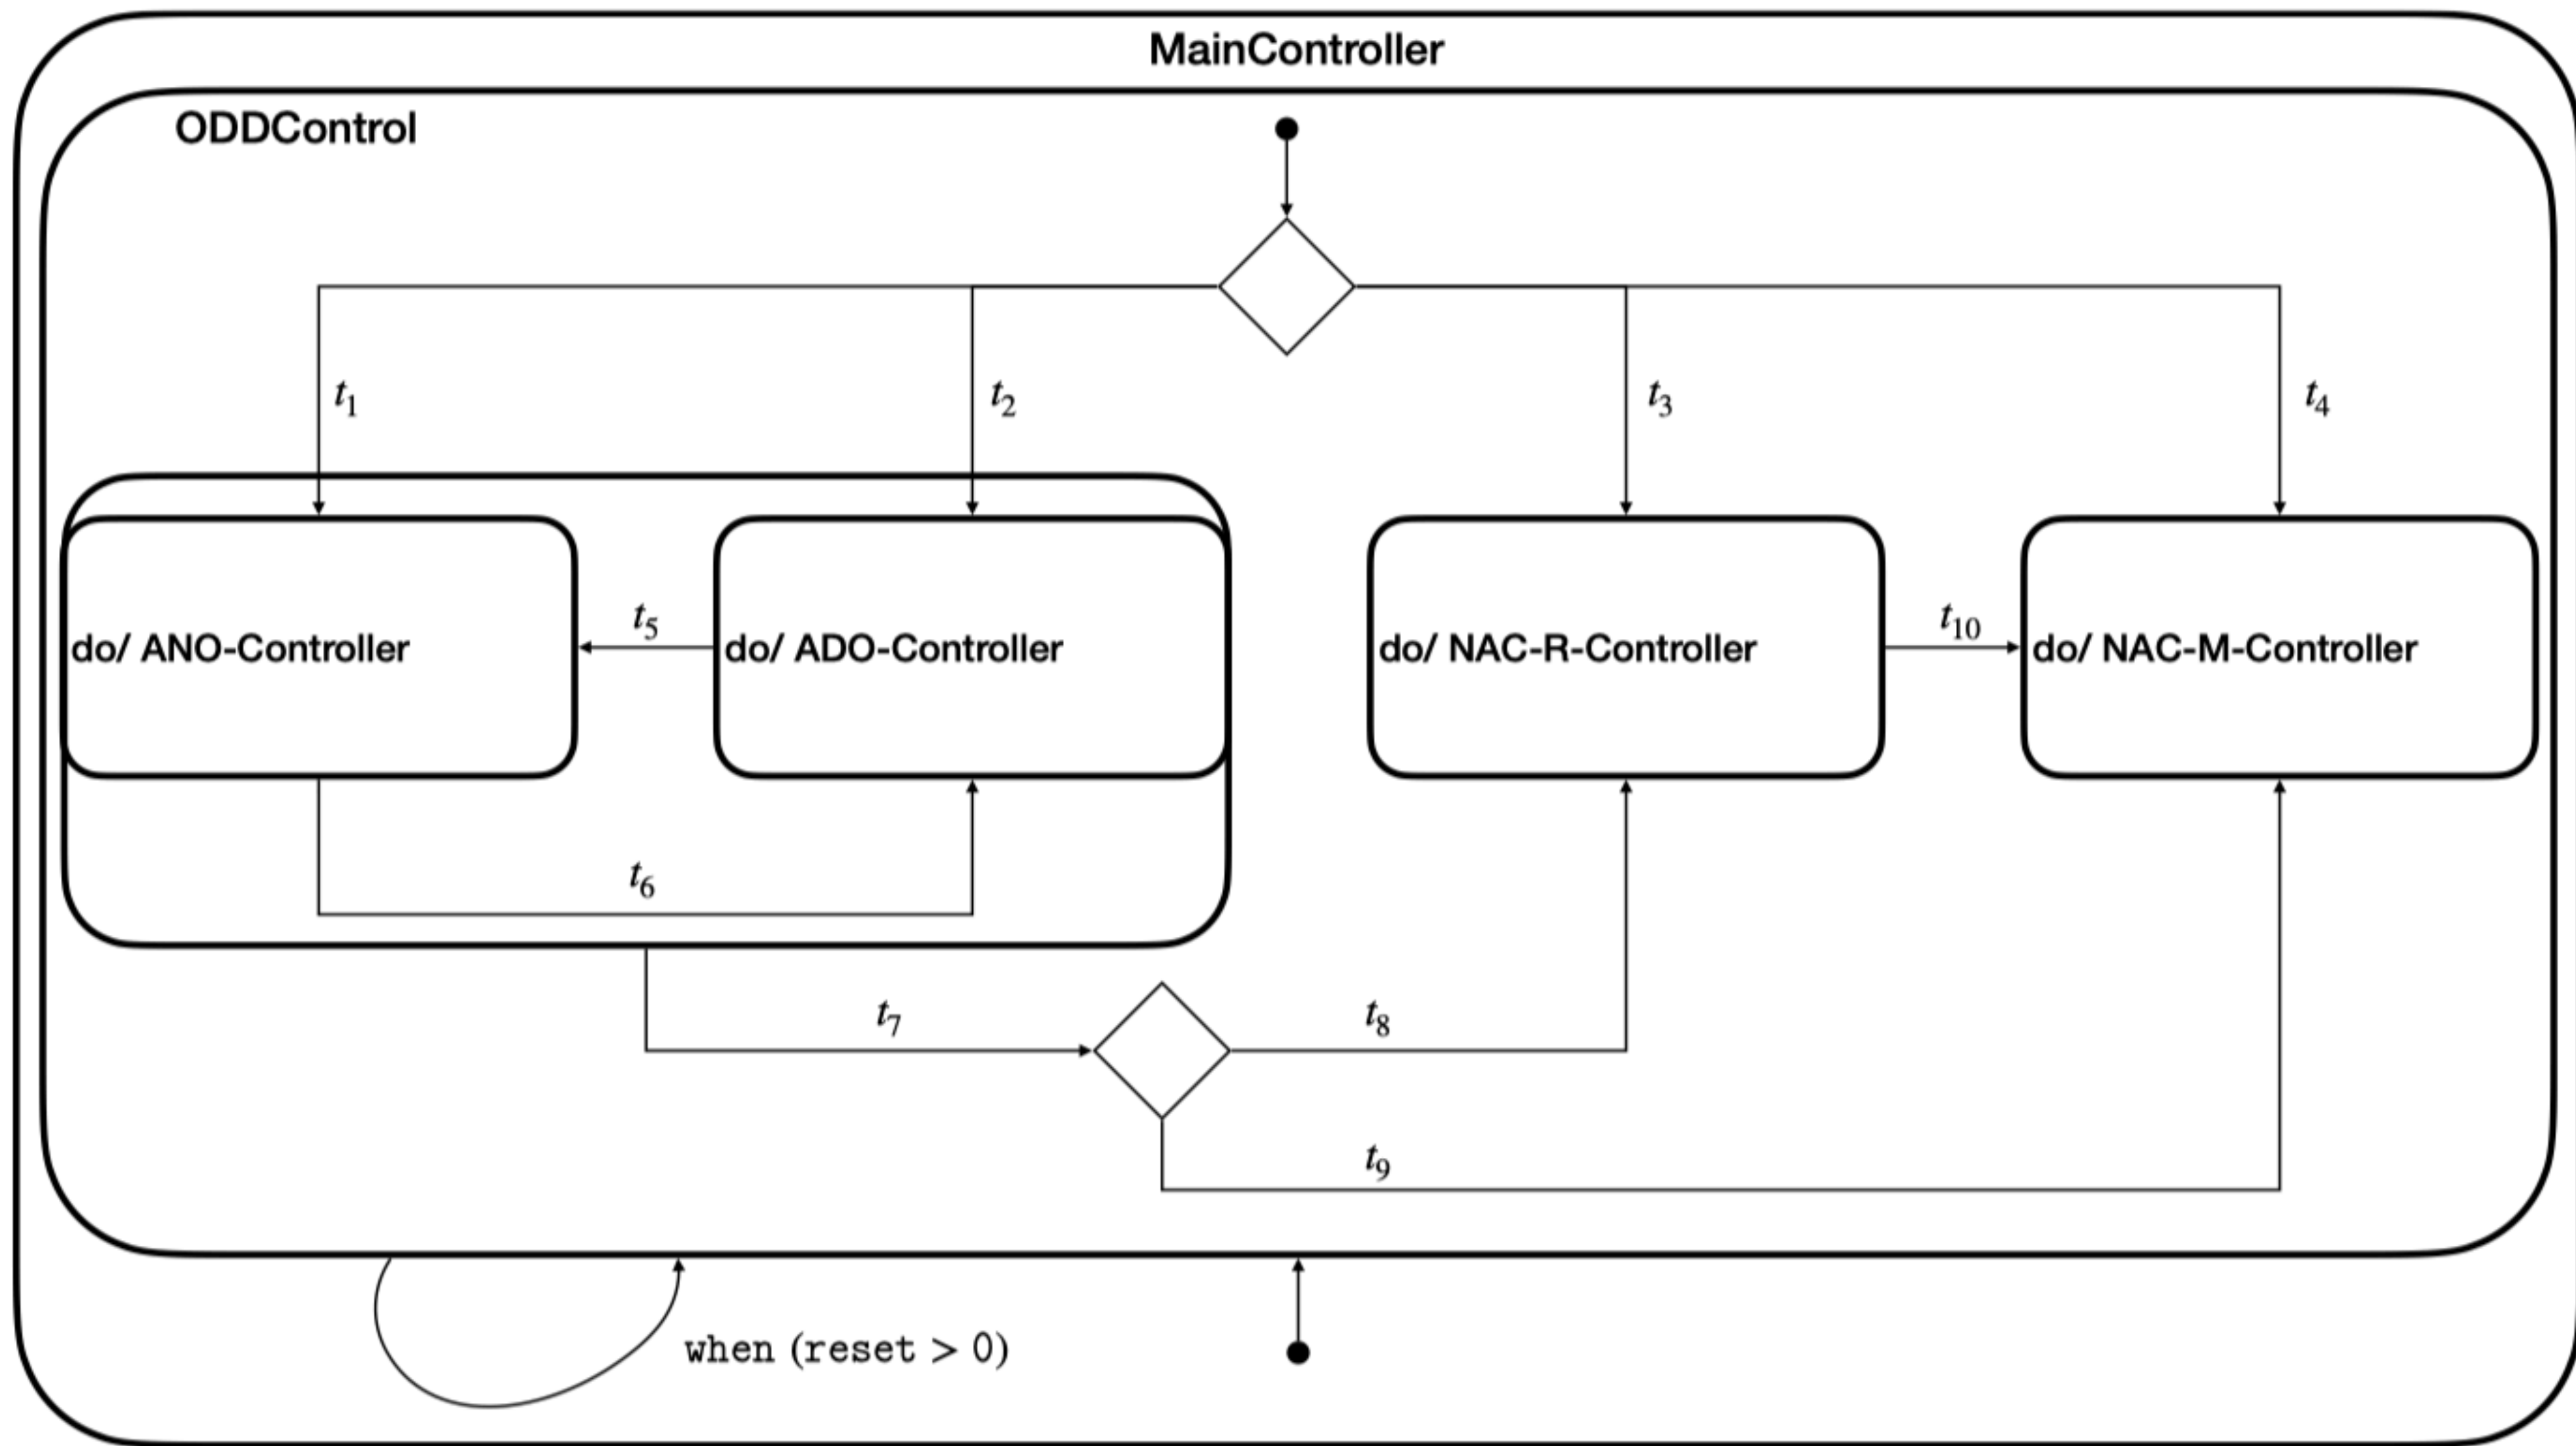 MainController
ODDControl
t1
t2
t3
t4
do/ ANO-Controller
t5
do/ ADO-Controller
do/ NAC-R-Controller
t10
do/ NAC-M-Controller
t6
t7
t8
t9
when (reset > 0)